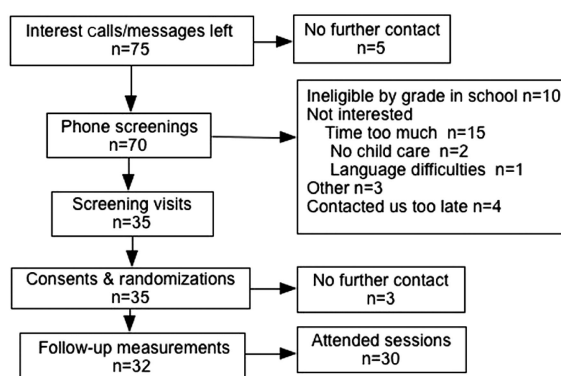 Interest calls/messages left
n=75
No further contact
n=5
Phone screenings
n=70
Ineligible by grade in school n=10
Not interested
Time too much n=15
No child care n=2
Language difficulties n=1
Other n=3
Contacted us too late n=4
Screening visits
n=35
Consents & randomizations
n=35
No further contact
n=3
Follow-up measurements
n=32
Attended sessions
n=30